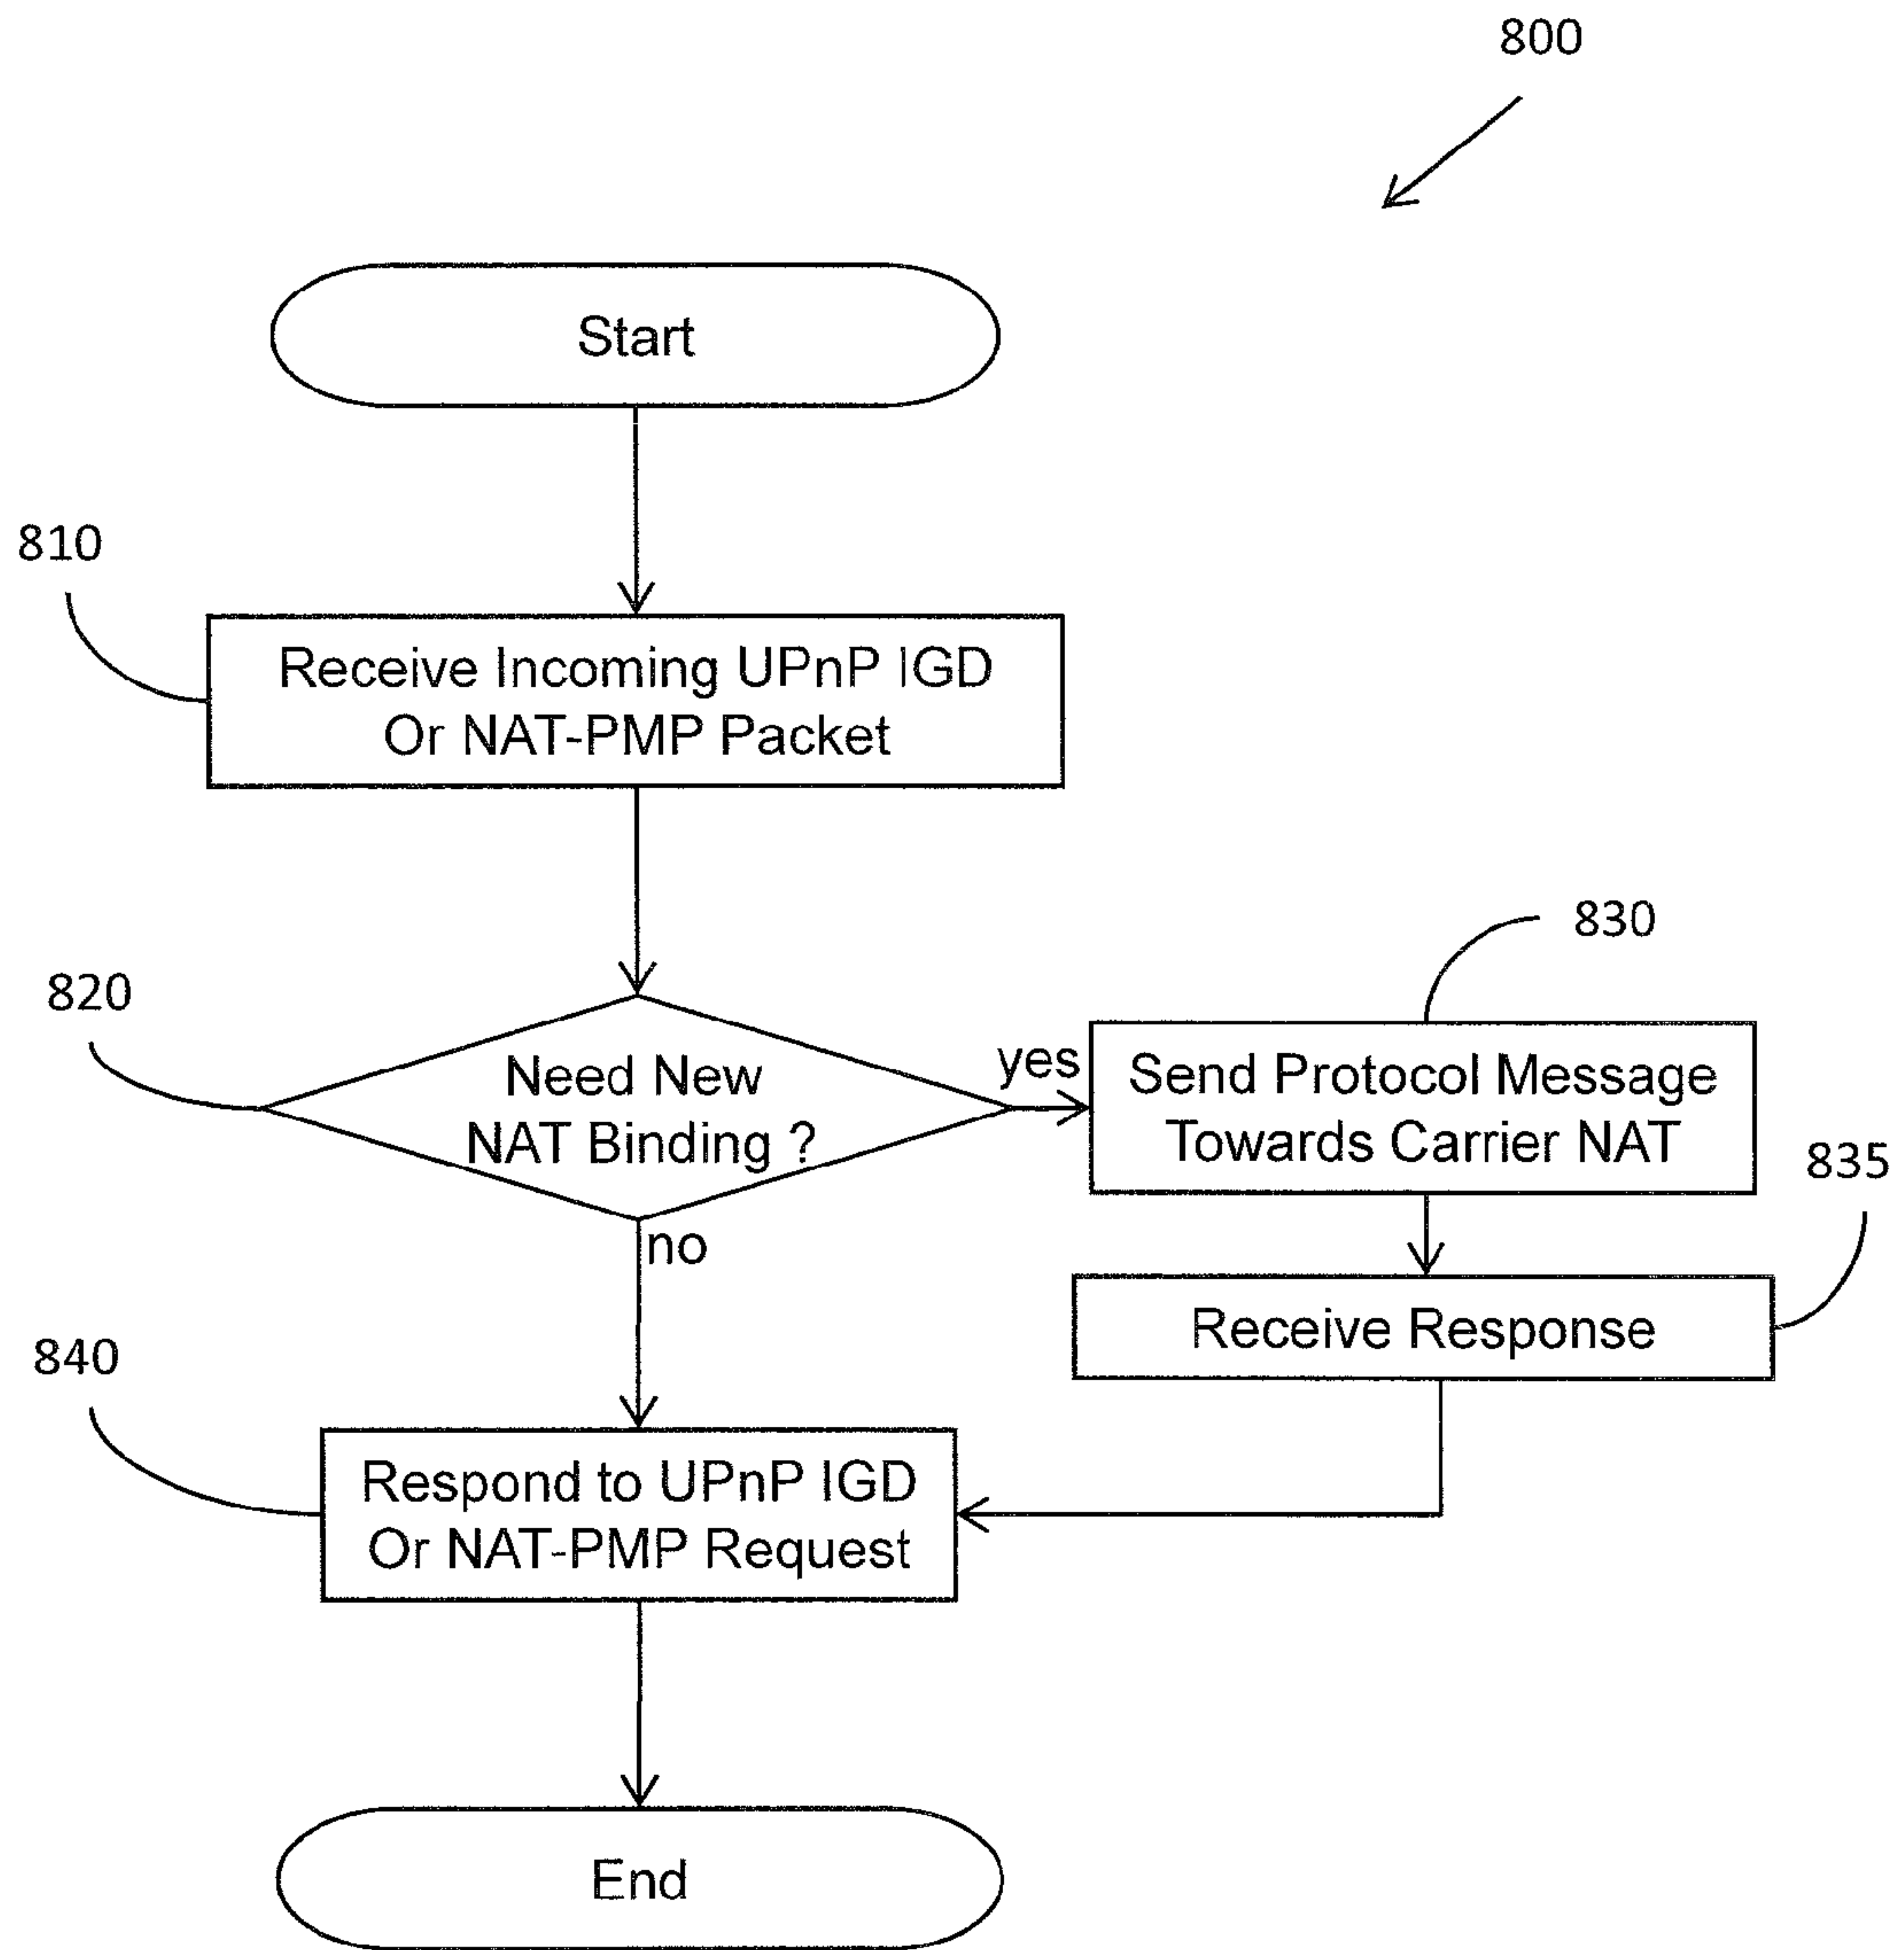 800
Start
810
Receive Incoming UPnP IGD
Or NAT-PMP Packet
820
Need New
NAT Binding ?
yes
830
Send Protocol Message
Towards Carrier NAT
835
Receive Response
no
840
Respond to UPnP IGD
Or NAT-PMP Request
End